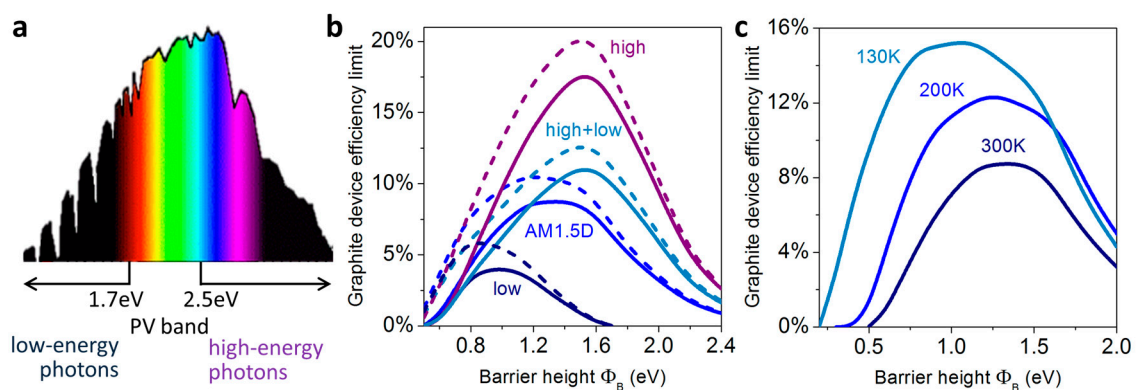 a
1.7eV
2.5eV
PV band
low-energy
photons
high-energy
photons
b
Graphite device efficiency limit
20%
15%
10%
5%
0%
high
high+low
AM1.5D
low
0.8
1.2
1.6
2.0
2.4
Barrier height Φ_B (eV)
c
Graphite device efficiency limit
16%
12%
8%
4%
0%
130K
200K
300K
0.5
1.0
1.5
2.0
Barrier height Φ_B (eV)